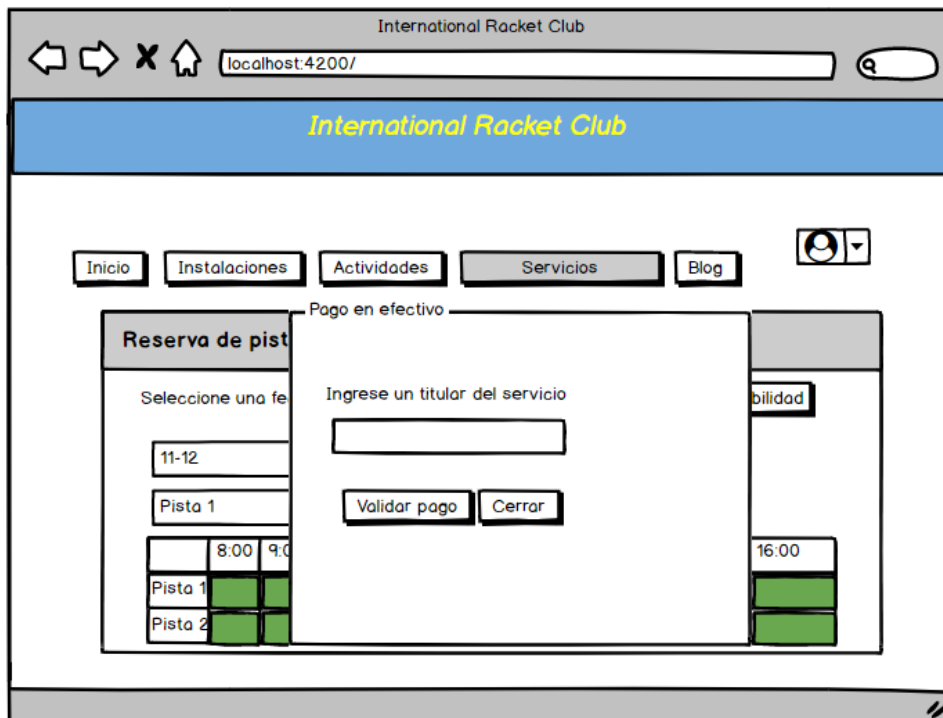 International Racket Club
localhost:4200/
International Racket Club
Inicio Instalaciones Actividades Servicios Blog
Pago en efectivo
Reserva de pist
Seleccione una fe Ingrese un titular del servicio bilidad
11-12
Pista 1 Validar pago Cerrar
8:00 9:0 16:00
Pista 1
Pista 2